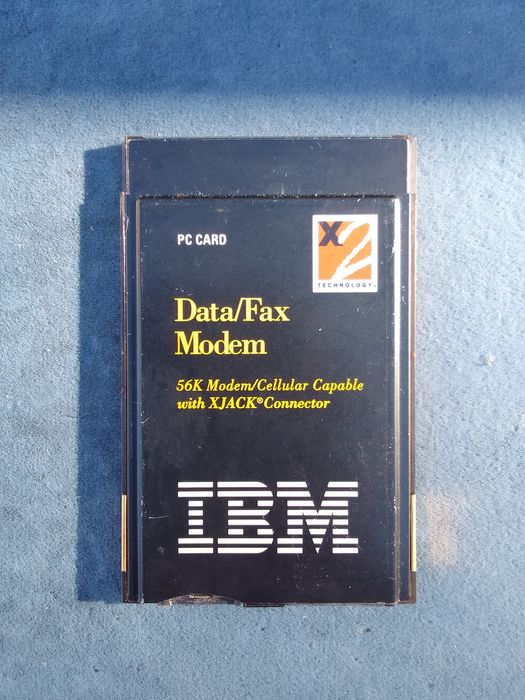 PC CARD
X2
TECHNOLOGY
Data/Fax
Modem
56K Modem/Cellular Capable
with XJACK®Connector
IBM